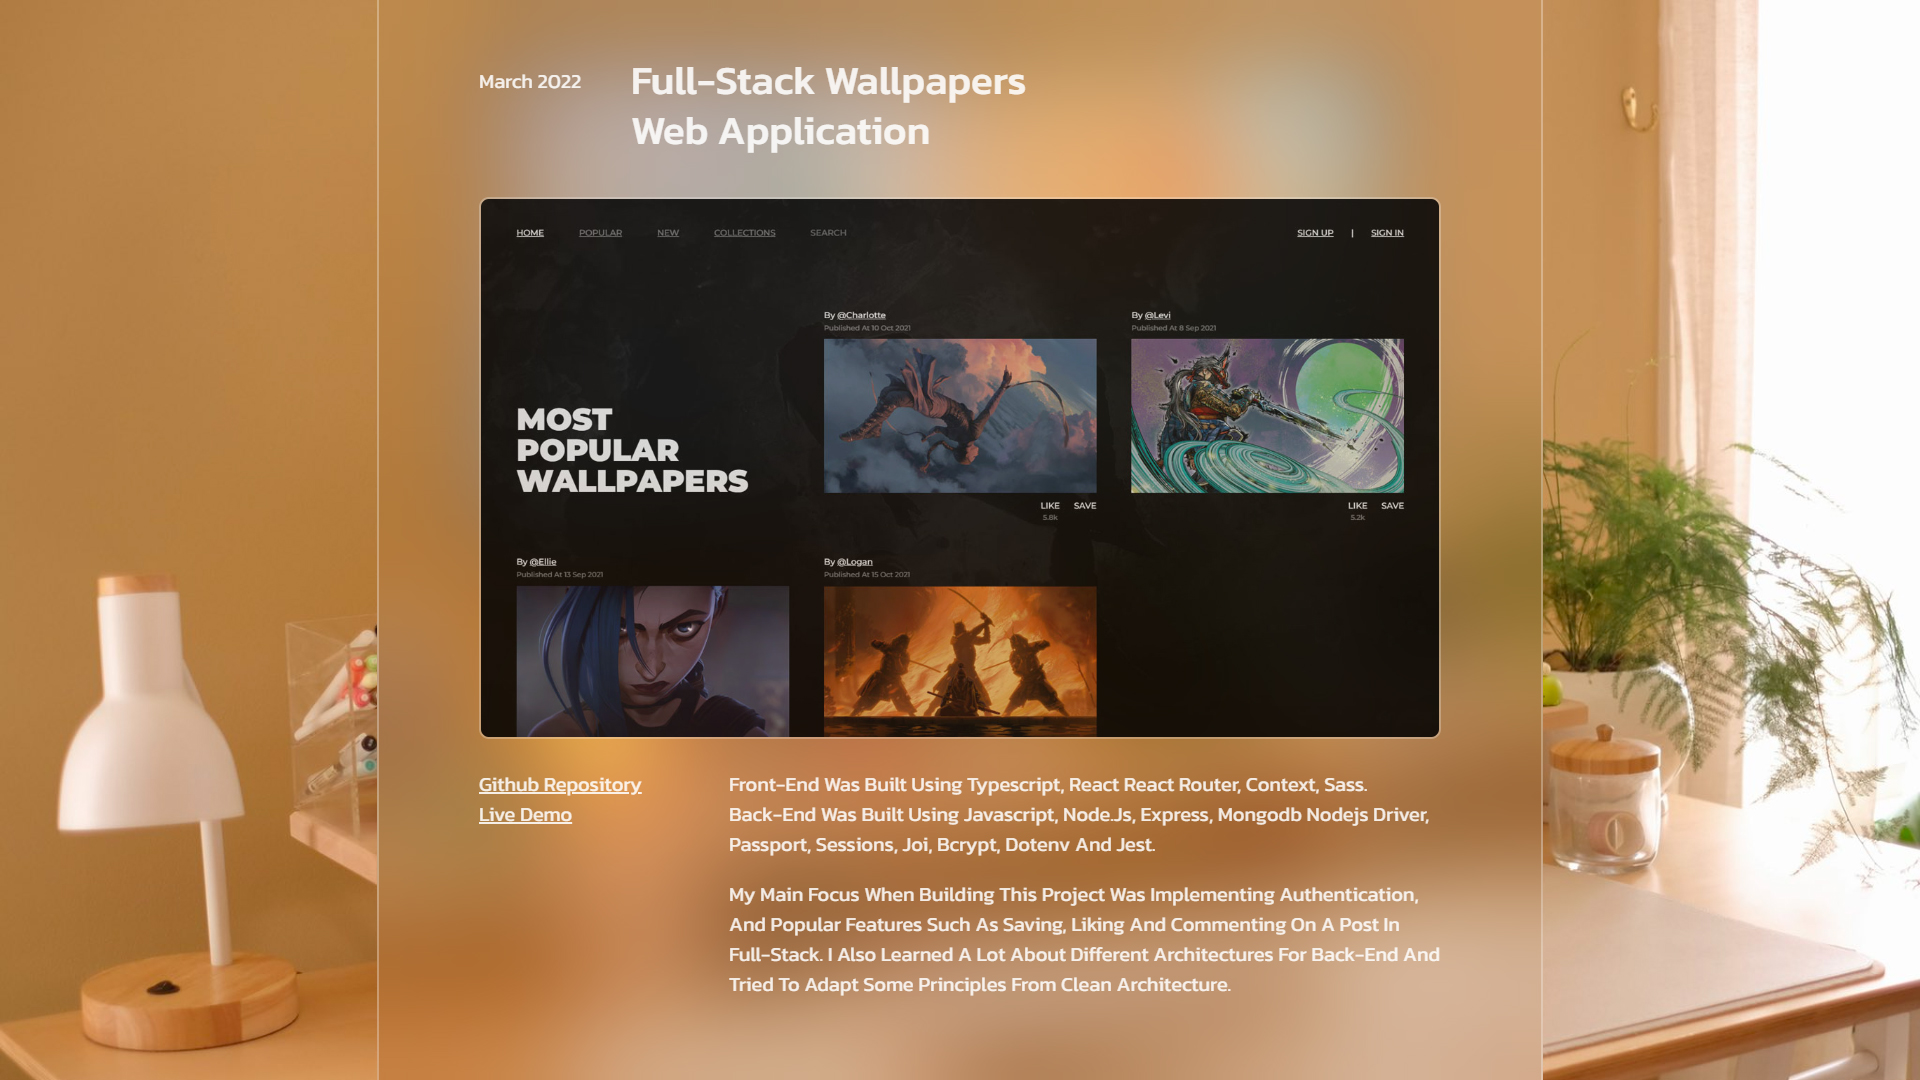 March 2022
Full-Stack Wallpapers
Web Application
HOME POPULAR NEW COLLECTIONS SEARCH SIGN UP | SIGN IN
By @Charlotte
Published At 10 Oct 2021
By @Levi
Published At 8 Sep 2021
MOST
POPULAR
WALLPAPERS
LIKE SAVE
5.8k
LIKE SAVE
5.2k
By @Ellie
Published At 13 Sep 2021
By @Logan
Published At 15 Oct 2021
Github Repository
Live Demo
Front-End Was Built Using Typescript, React React Router, Context, Sass.
Back-End Was Built Using Javascript, Node.Js, Express, Mongodb Nodejs Driver,
Passport, Sessions, Joi, Bcrypt, Dotenv And Jest.
My Main Focus When Building This Project Was Implementing Authentication,
And Popular Features Such As Saving, Liking And Commenting On A Post In
Full-Stack. I Also Learned A Lot About Different Architectures For Back-End And
Tried To Adapt Some Principles From Clean Architecture.